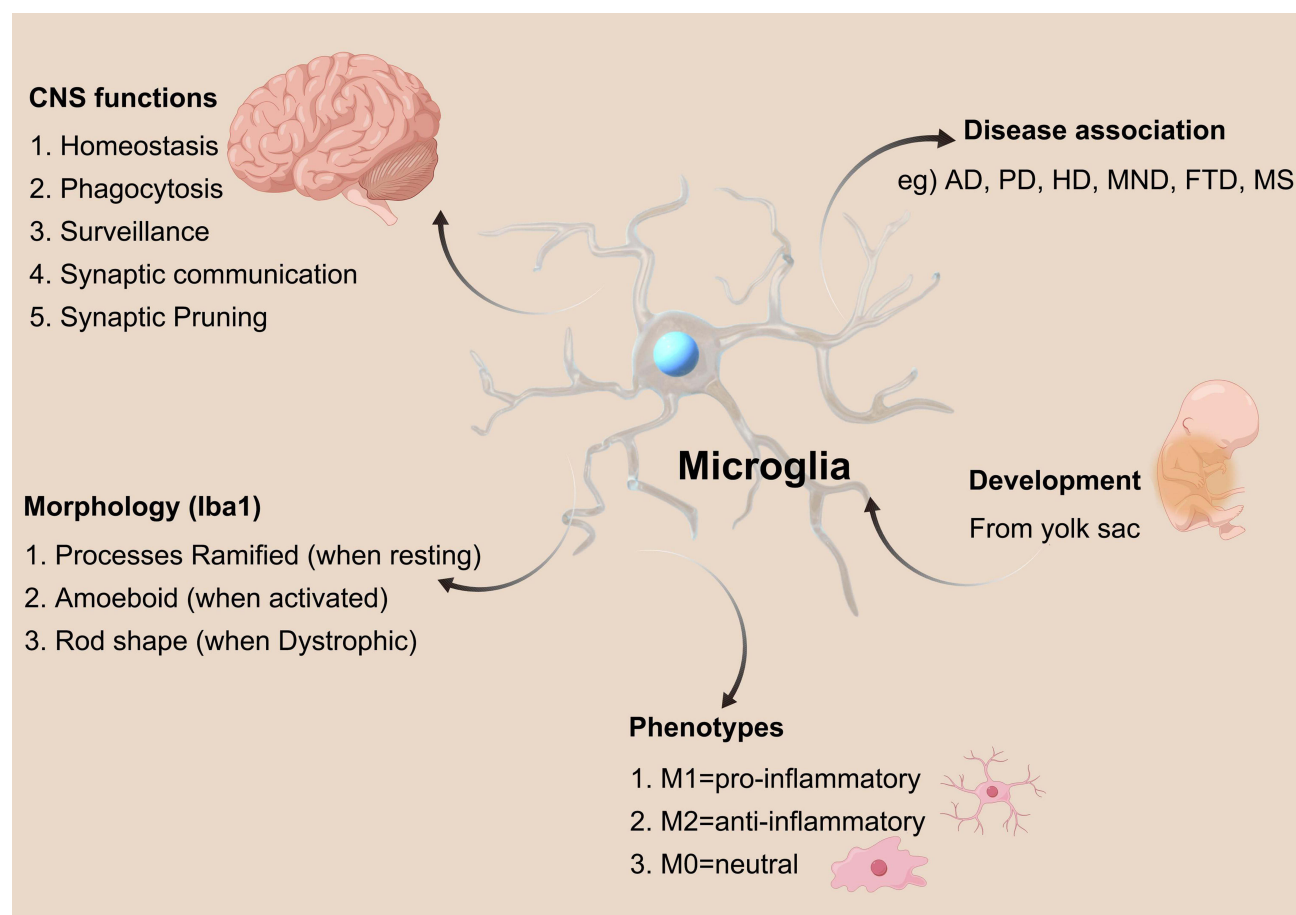 CNS functions
1. Homeostasis
2. Phagocytosis
3. Surveillance
4. Synaptic communication
5. Synaptic Pruning
Disease association
eg) AD, PD, HD, MND, FTD, MS
Microglia
Development
From yolk sac
Morphology (Iba1)
1. Processes Ramified (when resting)
2. Amoeboid (when activated)
3. Rod shape (when Dystrophic)
Phenotypes
1. M1=pro-inflammatory
2. M2=anti-inflammatory
3. M0=neutral